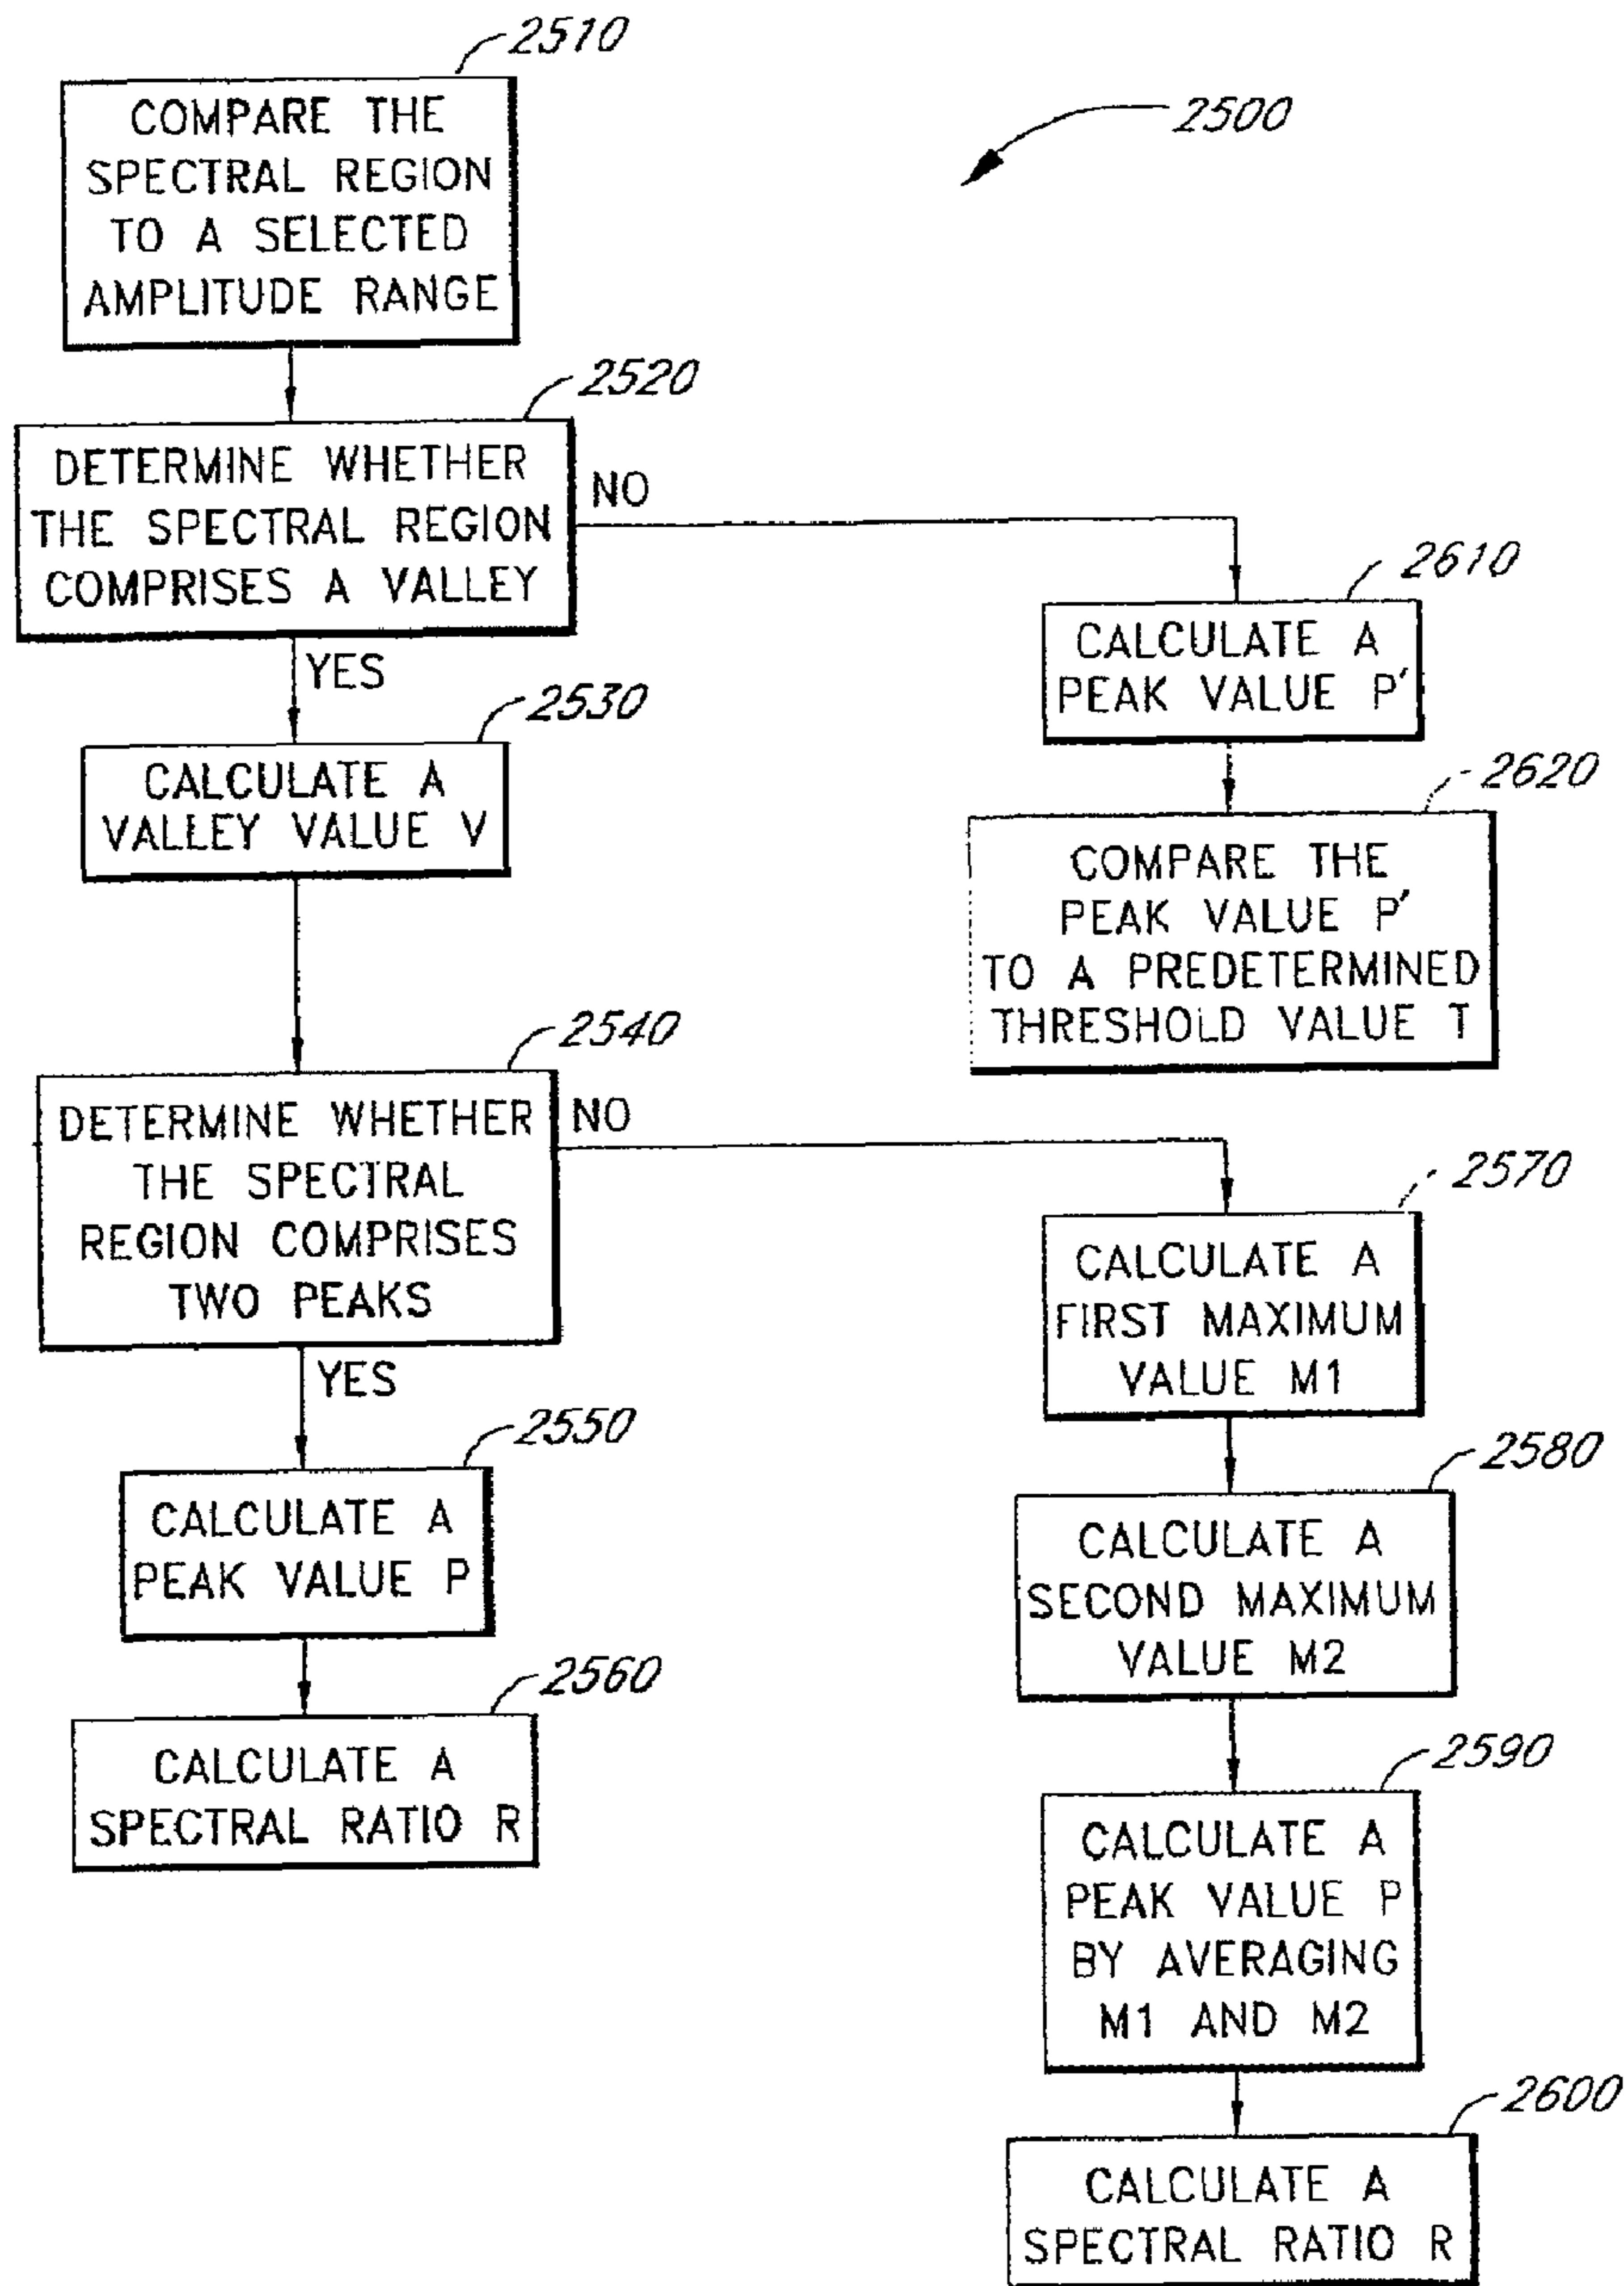 2510
COMPARE THE
SPECTRAL REGION
TO A SELECTED
AMPLITUDE RANGE
2500
2520
DETERMINE WHETHER
THE SPECTRAL REGION
COMPRISES A VALLEY
NO
YES
2610
CALCULATE A
PEAK VALUE P'
2530
CALCULATE A
VALLEY VALUE V
2620
COMPARE THE
PEAK VALUE P'
TO A PREDETERMINED
THRESHOLD VALUE T
2540
DETERMINE WHETHER
THE SPECTRAL
REGION COMPRISES
TWO PEAKS
NO
YES
2570
CALCULATE A
FIRST MAXIMUM
VALUE M1
2550
CALCULATE A
PEAK VALUE P
2580
CALCULATE A
SECOND MAXIMUM
VALUE M2
2560
CALCULATE A
SPECTRAL RATIO R
2590
CALCULATE A
PEAK VALUE P
BY AVERAGING
M1 AND M2
2600
CALCULATE A
SPECTRAL RATIO R